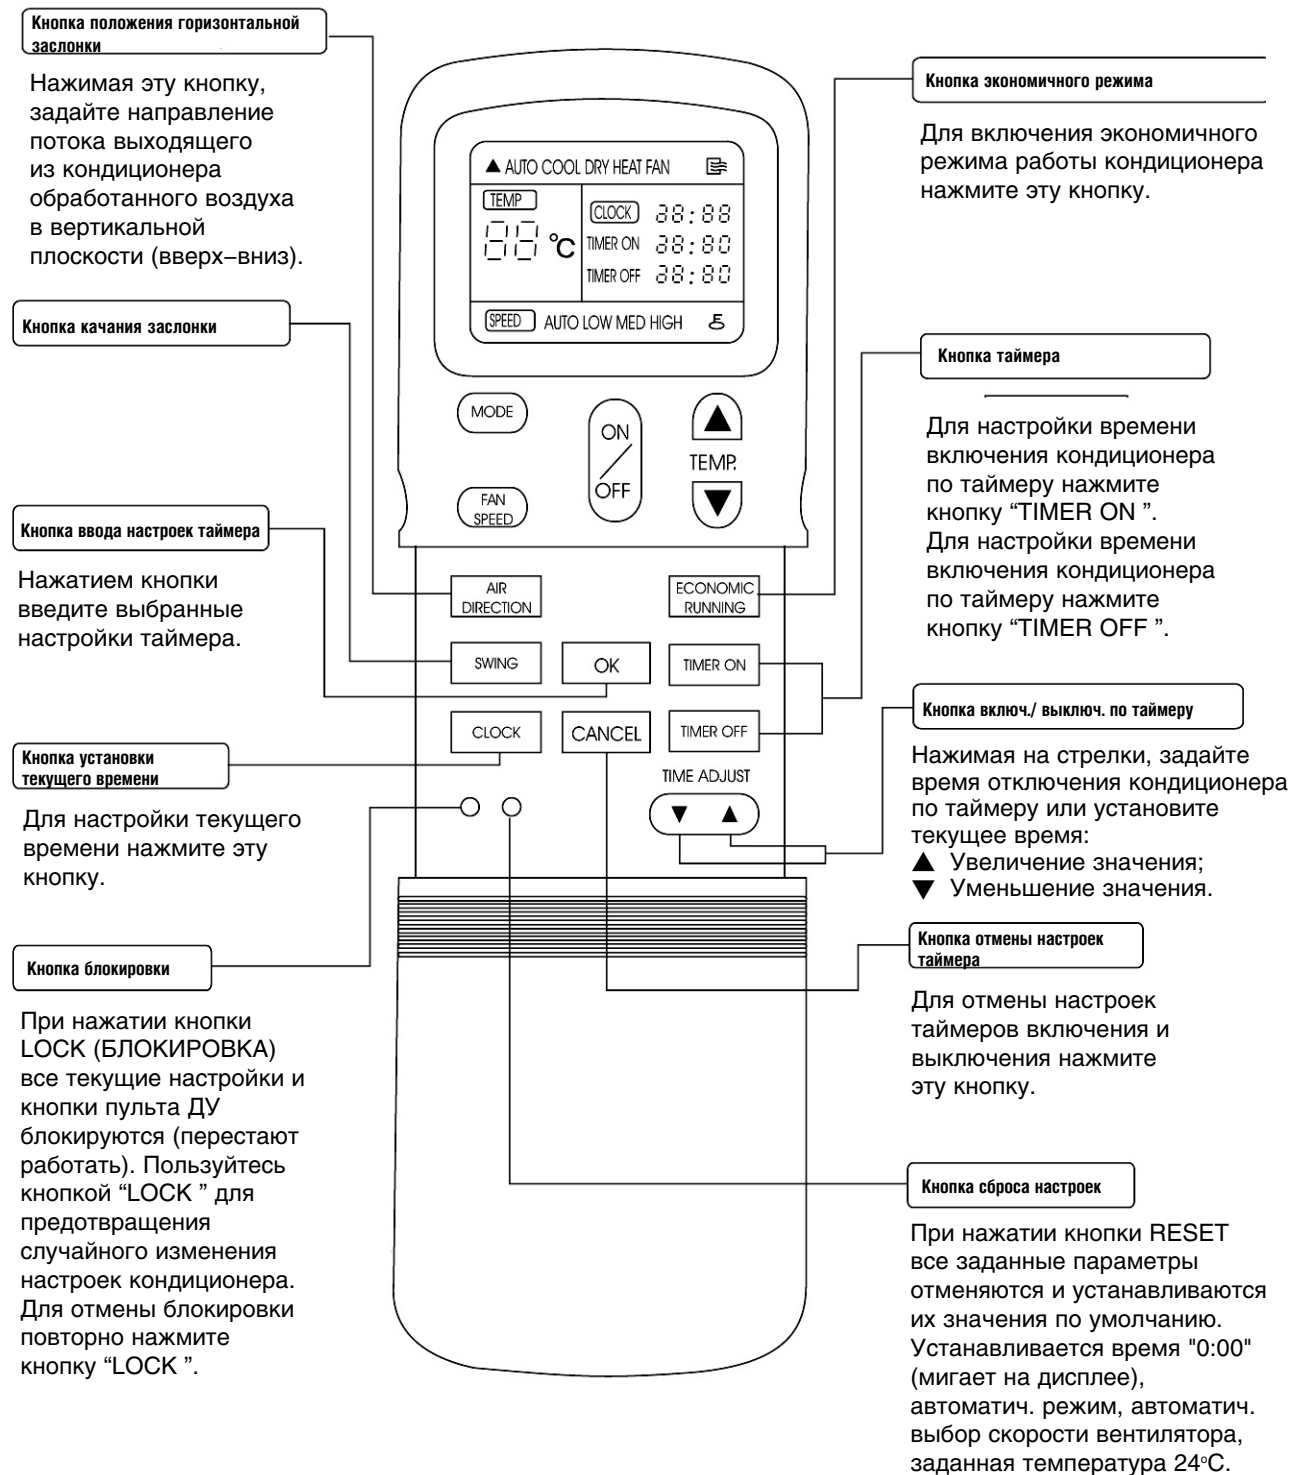 Кнопка положения горизонтальной
заслонки
Нажимая эту кнопку,
задайте направление
потока выходящего
из кондиционера
обработанного воздуха
в вертикальной
плоскости (вверх–вниз).
Кнопка качания заслонки
Кнопка ввода настроек таймера
Нажатием кнопки
введите выбранные
настройки таймера.
Кнопка установки
текущего времени
Для настройки текущего
времени нажмите эту
кнопку.
Кнопка блокировки
При нажатии кнопки
LOCK (БЛОКИРОВКА)
все текущие настройки и
кнопки пульта ДУ
блокируются (перестают
работать). Пользуйтесь
кнопкой “LOCK ” для
предотвращения
случайного изменения
настроек кондиционера.
Для отмены блокировки
повторно нажмите
кнопку “LOCK ”.
▲ AUTO COOL DRY HEAT FAN
TEMP
88 °C
CLOCK 88:88
TIMER ON 88:80
TIMER OFF 88:80
SPEED AUTO LOW MED HIGH
MODE
ON
OFF
▲
TEMP.
▼
FAN
SPEED
AIR
DIRECTION
ECONOMIC
RUNNING
SWING
OK
TIMER ON
CLOCK
CANCEL
TIMER OFF
TIME ADJUST
▼ ▲
Кнопка экономичного режима
Для включения экономичного
режима работы кондиционера
нажмите эту кнопку.
Кнопка таймера
Для настройки времени
включения кондиционера
по таймеру нажмите
кнопку “TIMER ON ”.
Для настройки времени
включения кондиционера
по таймеру нажмите
кнопку “TIMER OFF ”.
Кнопка включ./ выключ. по таймеру
Нажимая на стрелки, задайте
время отключения кондиционера
по таймеру или установите
текущее время:
▲ Увеличение значения;
▼ Уменьшение значения.
Кнопка отмены настроек
таймера
Для отмены настроек
таймеров включения и
выключения нажмите
эту кнопку.
Кнопка сброса настроек
При нажатии кнопки RESET
все заданные параметры
отменяются и устанавливаются
их значения по умолчанию.
Устанавливается время "0:00"
(мигает на дисплее),
автоматич. режим, автоматич.
выбор скорости вентилятора,
заданная температура 24°C.